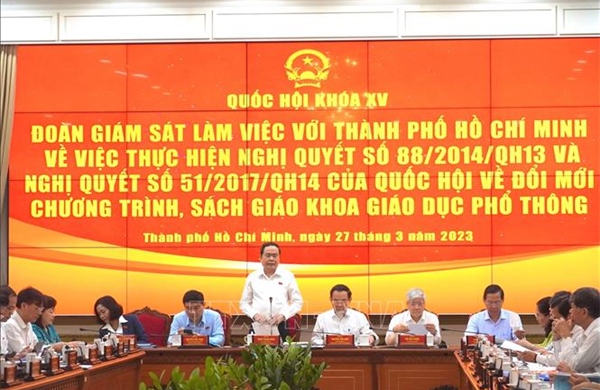 QUỐC HỘI KHÓA XV
ĐOÀN GIÁM SÁT LÀM VIỆC VỚI THÀNH PHỐ HỒ CHÍ MINH
VỀ VIỆC THỰC HIỆN NGHỊ QUYẾT SỐ 88/2014/QH13 VÀ
NGHỊ QUYẾT SỐ 51/2017/QH14 CỦA QUỐC HỘI VỀ ĐỔI MỚI
CHƯƠNG TRÌNH, SÁCH GIÁO KHOA GIÁO DỤC PHỔ THÔNG
Thành phố Hồ Chí Minh, ngày 27 tháng 3 năm 2023